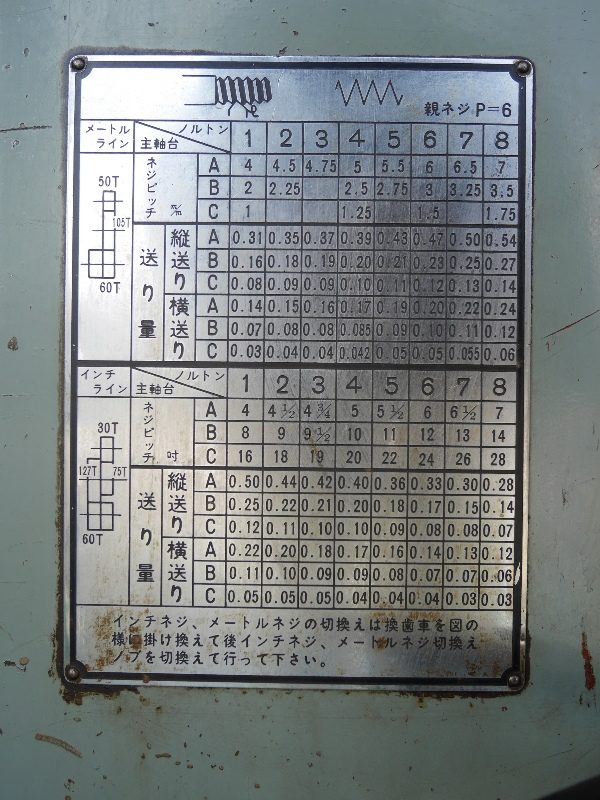 親ネジ P=6
メートルライン ノルトン 主軸台 1 2 3 4 5 6 7 8
ネジピッチ m/m A 4 4.5 4.75 5 5.5 6 6.5 7
B 2 2.25 2.5 2.75 3 3.25 3.5
C 1 1.25 1.5 1.75
50T
105T
60T
送り量 縦送り A 0.31 0.35 0.37 0.39 0.43 0.47 0.50 0.54
B 0.16 0.18 0.19 0.20 0.21 0.23 0.25 0.27
C 0.08 0.09 0.09 0.10 0.11 0.12 0.13 0.14
横送り A 0.14 0.15 0.16 0.17 0.19 0.20 0.22 0.24
B 0.07 0.08 0.08 0.085 0.09 0.10 0.11 0.12
C 0.03 0.04 0.04 0.042 0.05 0.05 0.055 0.06
インチライン ノルトン 主軸台 1 2 3 4 5 6 7 8
ネジピッチ 吋 A 4 4 1/2 4 3/4 5 5 1/2 6 6 1/2 7
B 8 9 9 1/2 10 11 12 13 14
C 16 18 19 20 22 24 26 28
30T
127T 75T
60T
送り量 縦送り A 0.50 0.44 0.42 0.40 0.36 0.33 0.30 0.28
B 0.25 0.22 0.21 0.20 0.18 0.17 0.15 0.14
C 0.12 0.11 0.10 0.10 0.09 0.08 0.08 0.07
横送り A 0.22 0.20 0.18 0.17 0.16 0.14 0.13 0.12
B 0.11 0.10 0.09 0.09 0.08 0.07 0.07 0.06
C 0.05 0.05 0.05 0.04 0.04 0.04 0.03 0.03
インチネジ、メートルネジの切換えは換歯車を図の
様に掛け換えて後インチネジ、メートルネジ切換え
ノブを切換えて行って下さい。